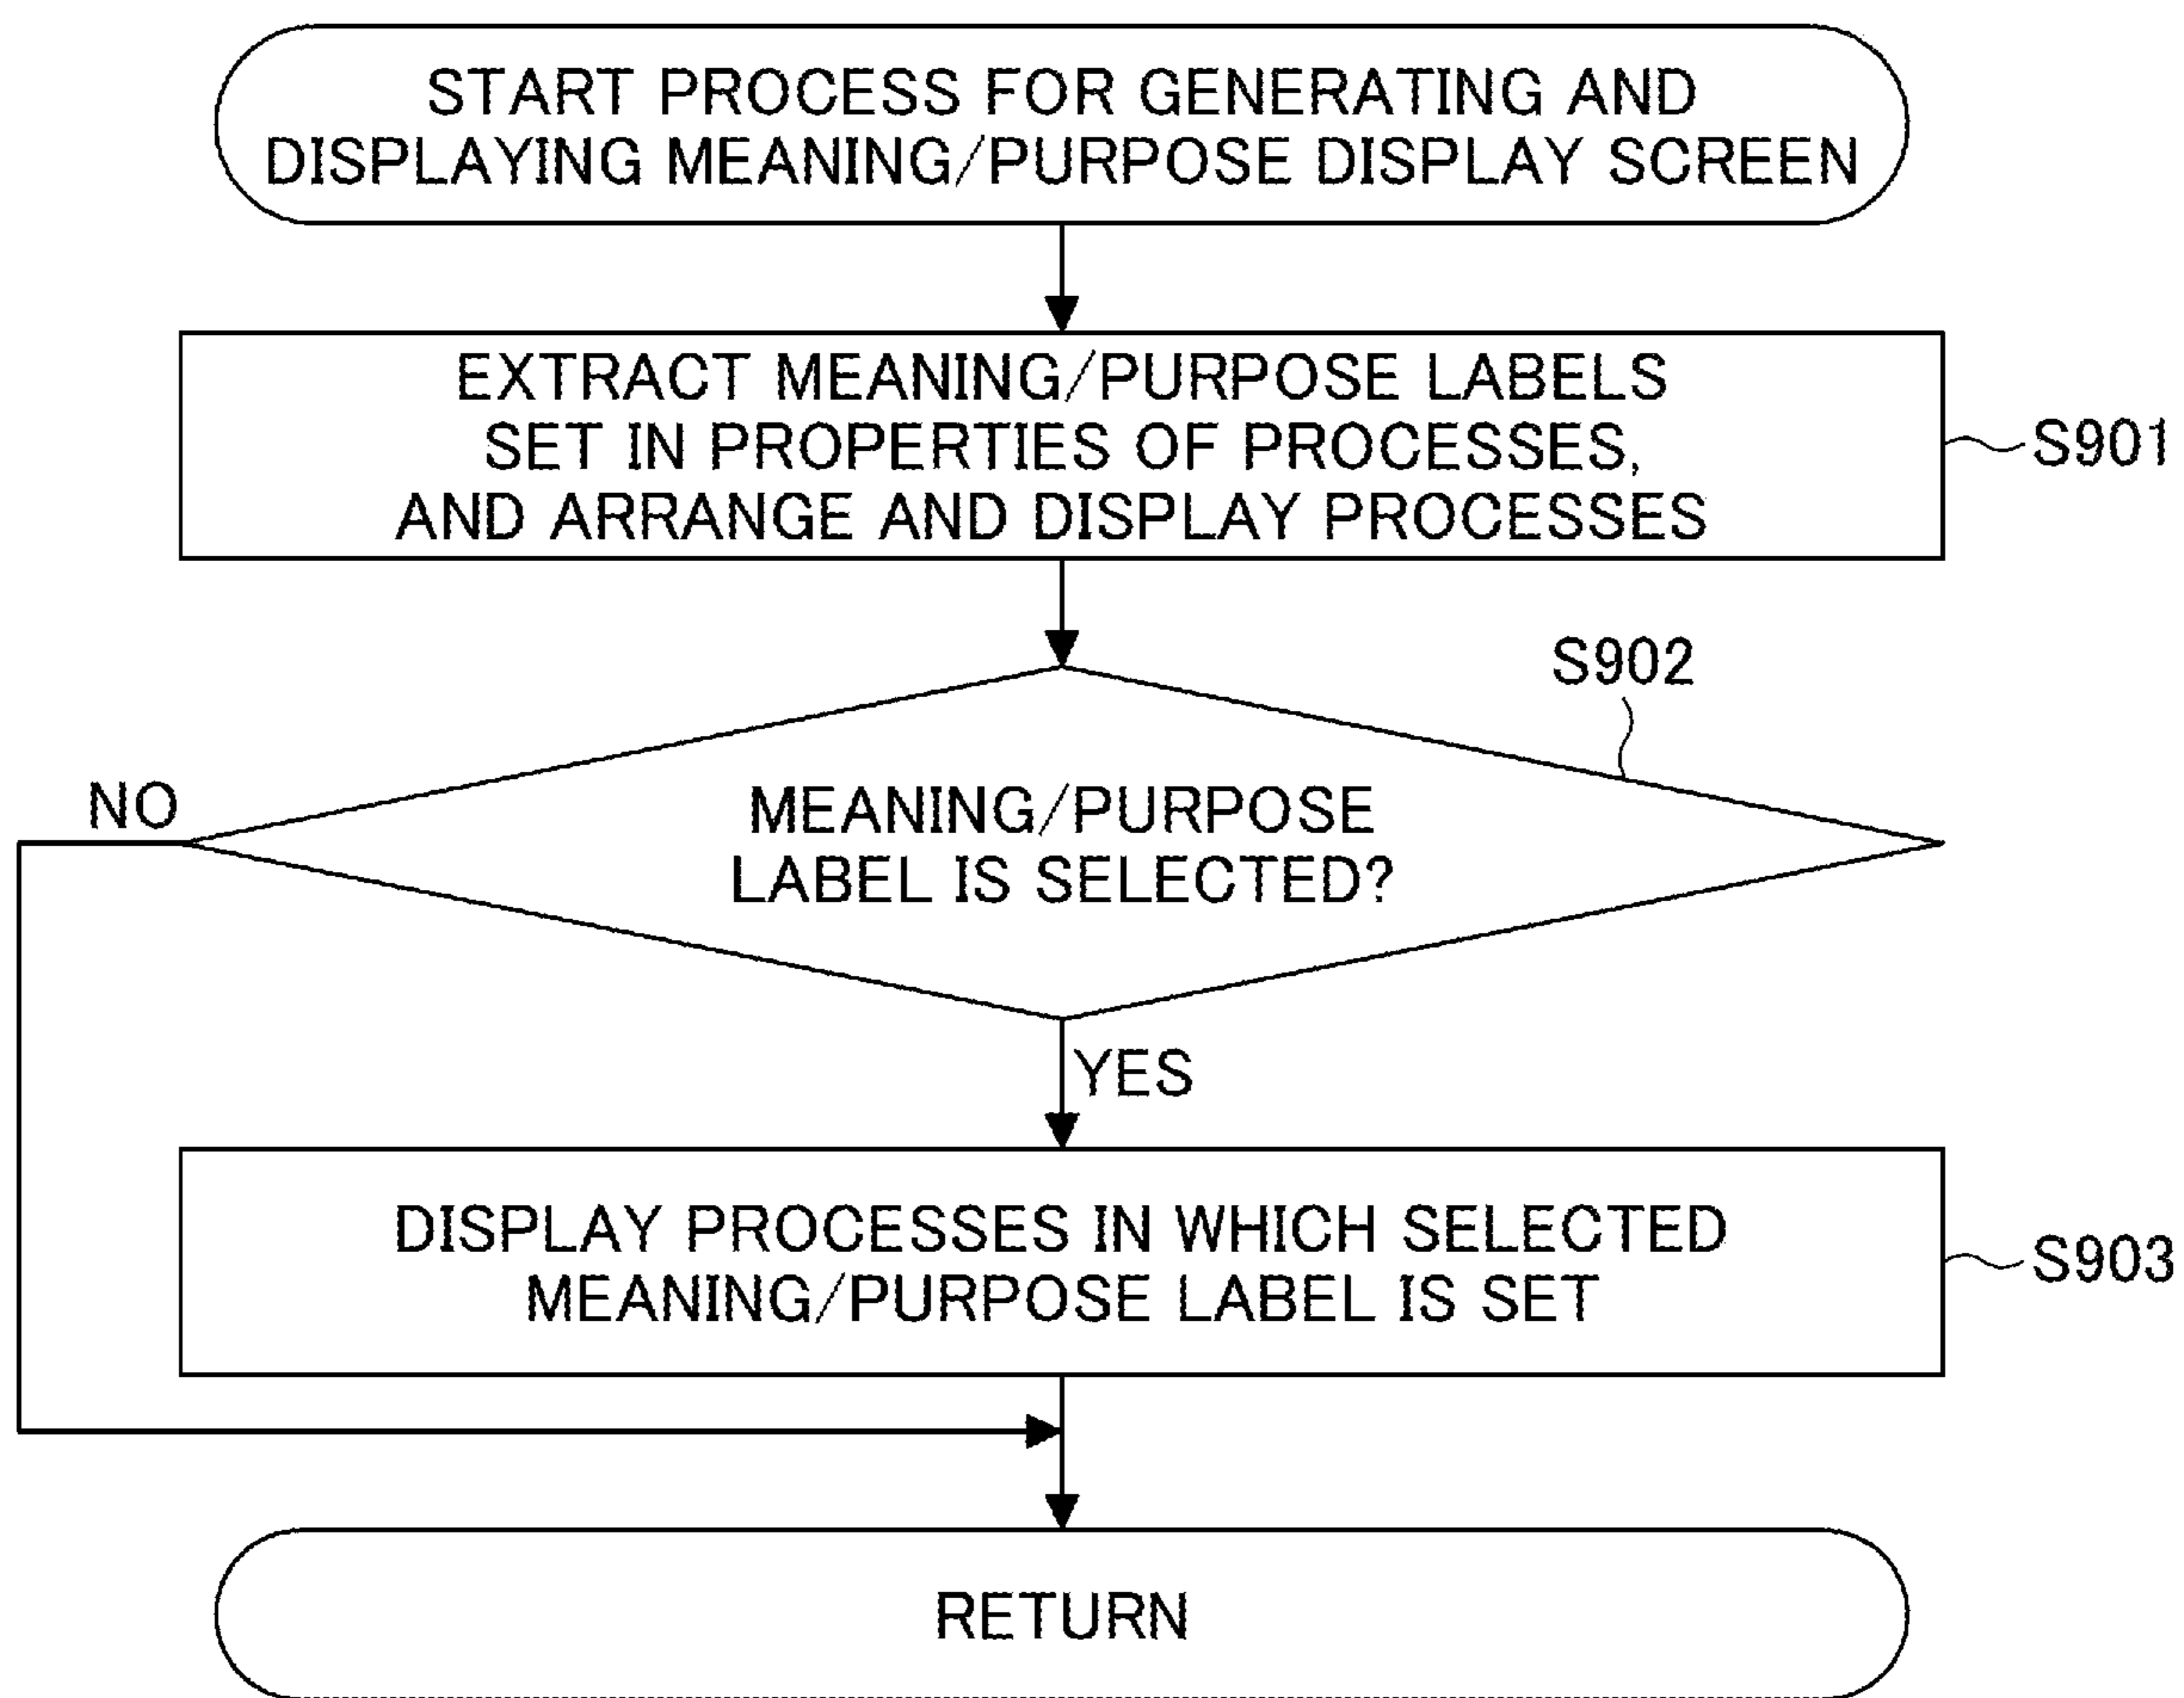 START PROCESS FOR GENERATING AND
DISPLAYING MEANING/PURPOSE DISPLAY SCREEN
EXTRACT MEANING/PURPOSE LABELS
SET IN PROPERTIES OF PROCESSES,
AND ARRANGE AND DISPLAY PROCESSES
S901
S902
NO
MEANING/PURPOSE
LABEL IS SELECTED?
YES
DISPLAY PROCESSES IN WHICH SELECTED
MEANING/PURPOSE LABEL IS SET
S903
RETURN